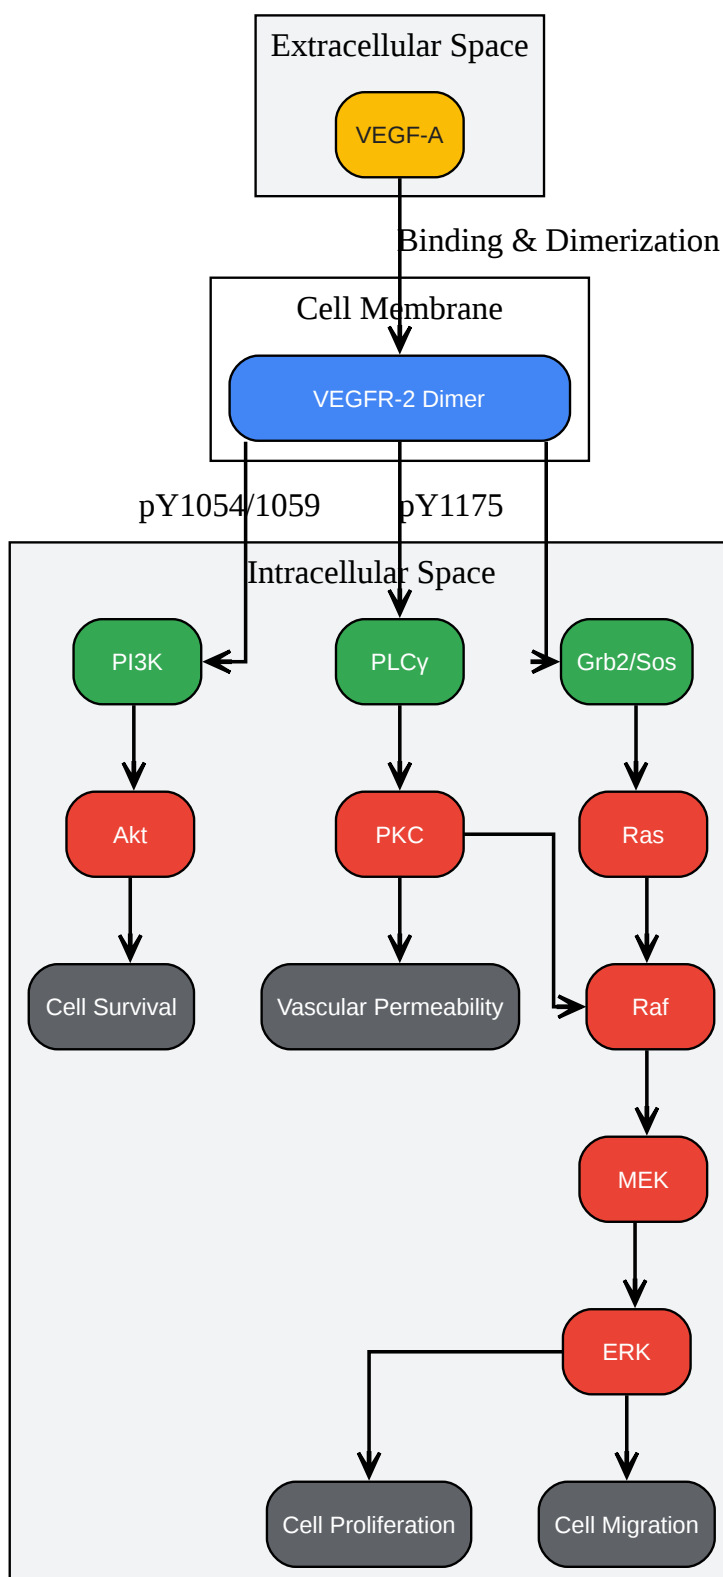 Extracellular Space
VEGF-A
Binding & Dimerization
Cell Membrane
VEGFR-2 Dimer
pY1054/1059
pY1175
Intracellular Space
PI3K
PLCγ
Grb2/Sos
Akt
PKC
Ras
Cell Survival
Vascular Permeability
Raf
MEK
ERK
Cell Proliferation
Cell Migration